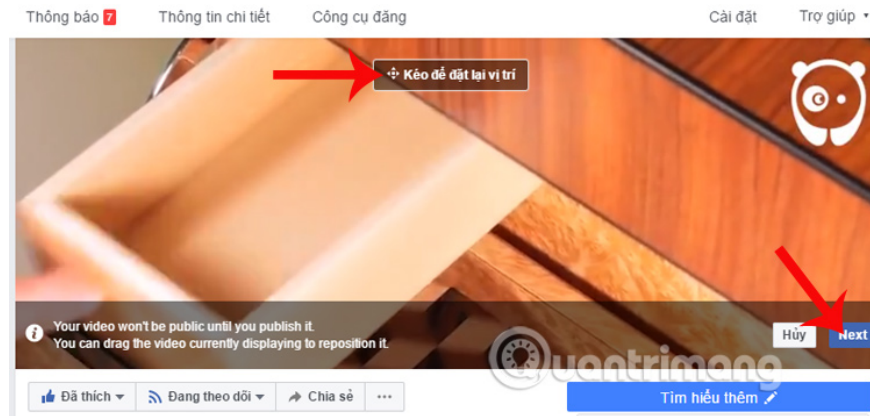 Thông báo 7 Thông tin chi tiết Công cụ đăng Cài đặt Trợ giúp
Kéo để đặt lại vị trí
Your video won't be public until you publish it.
You can drag the video currently displaying to reposition it.
Hủy Next
Quantrimang
Đã thích Đang theo dõi Chia sẻ ...
Tìm hiểu thêm